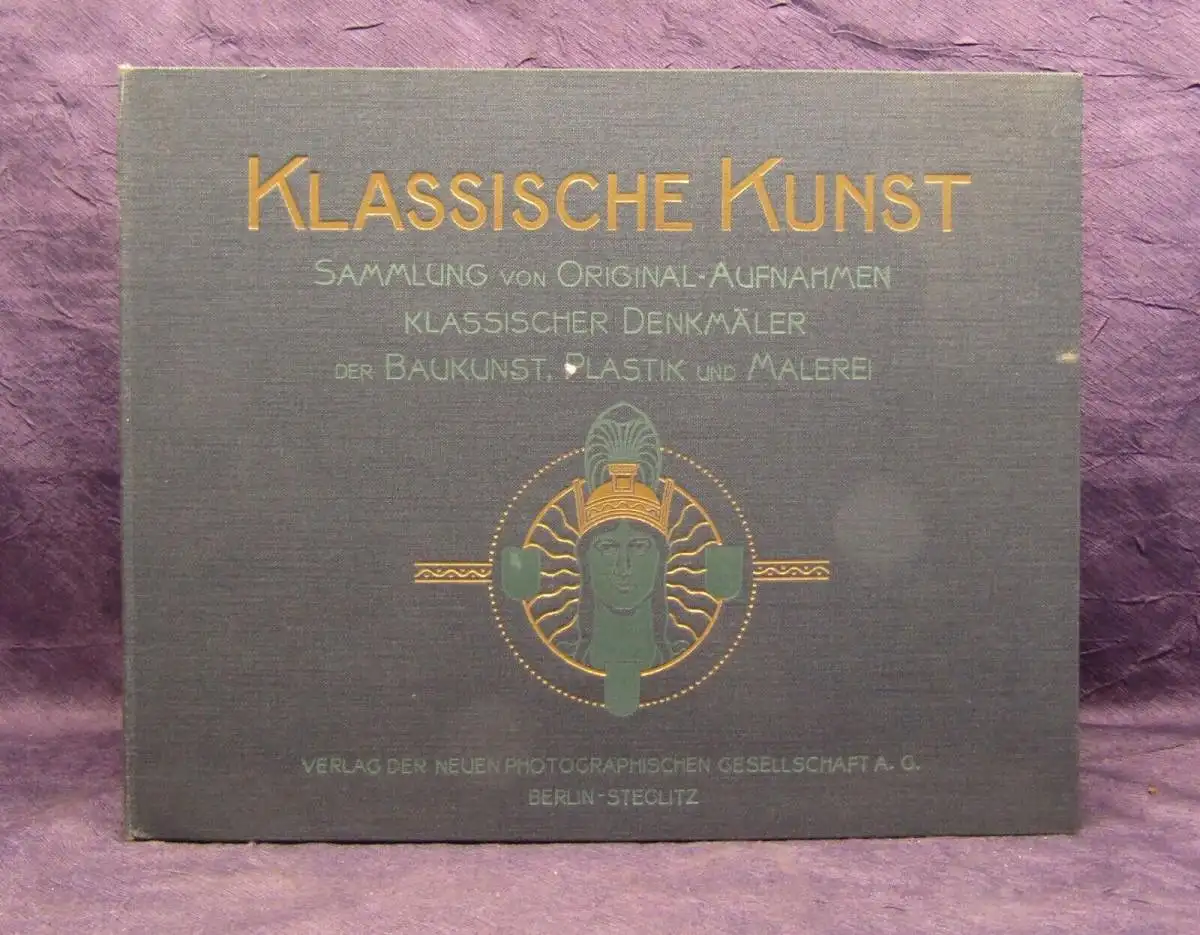 KLASSISCHE KUNST
SAMMLUNG VON ORIGINAL-AUFNAHMEN
KLASSISCHER DENKMÄLER
DER BAUKUNST, PLASTIK UND MALEREI
VERLAG DER NEUEN PHOTOGRAPHISCHEN GESELLSCHAFT A. G.
BERLIN-STEGLITZ